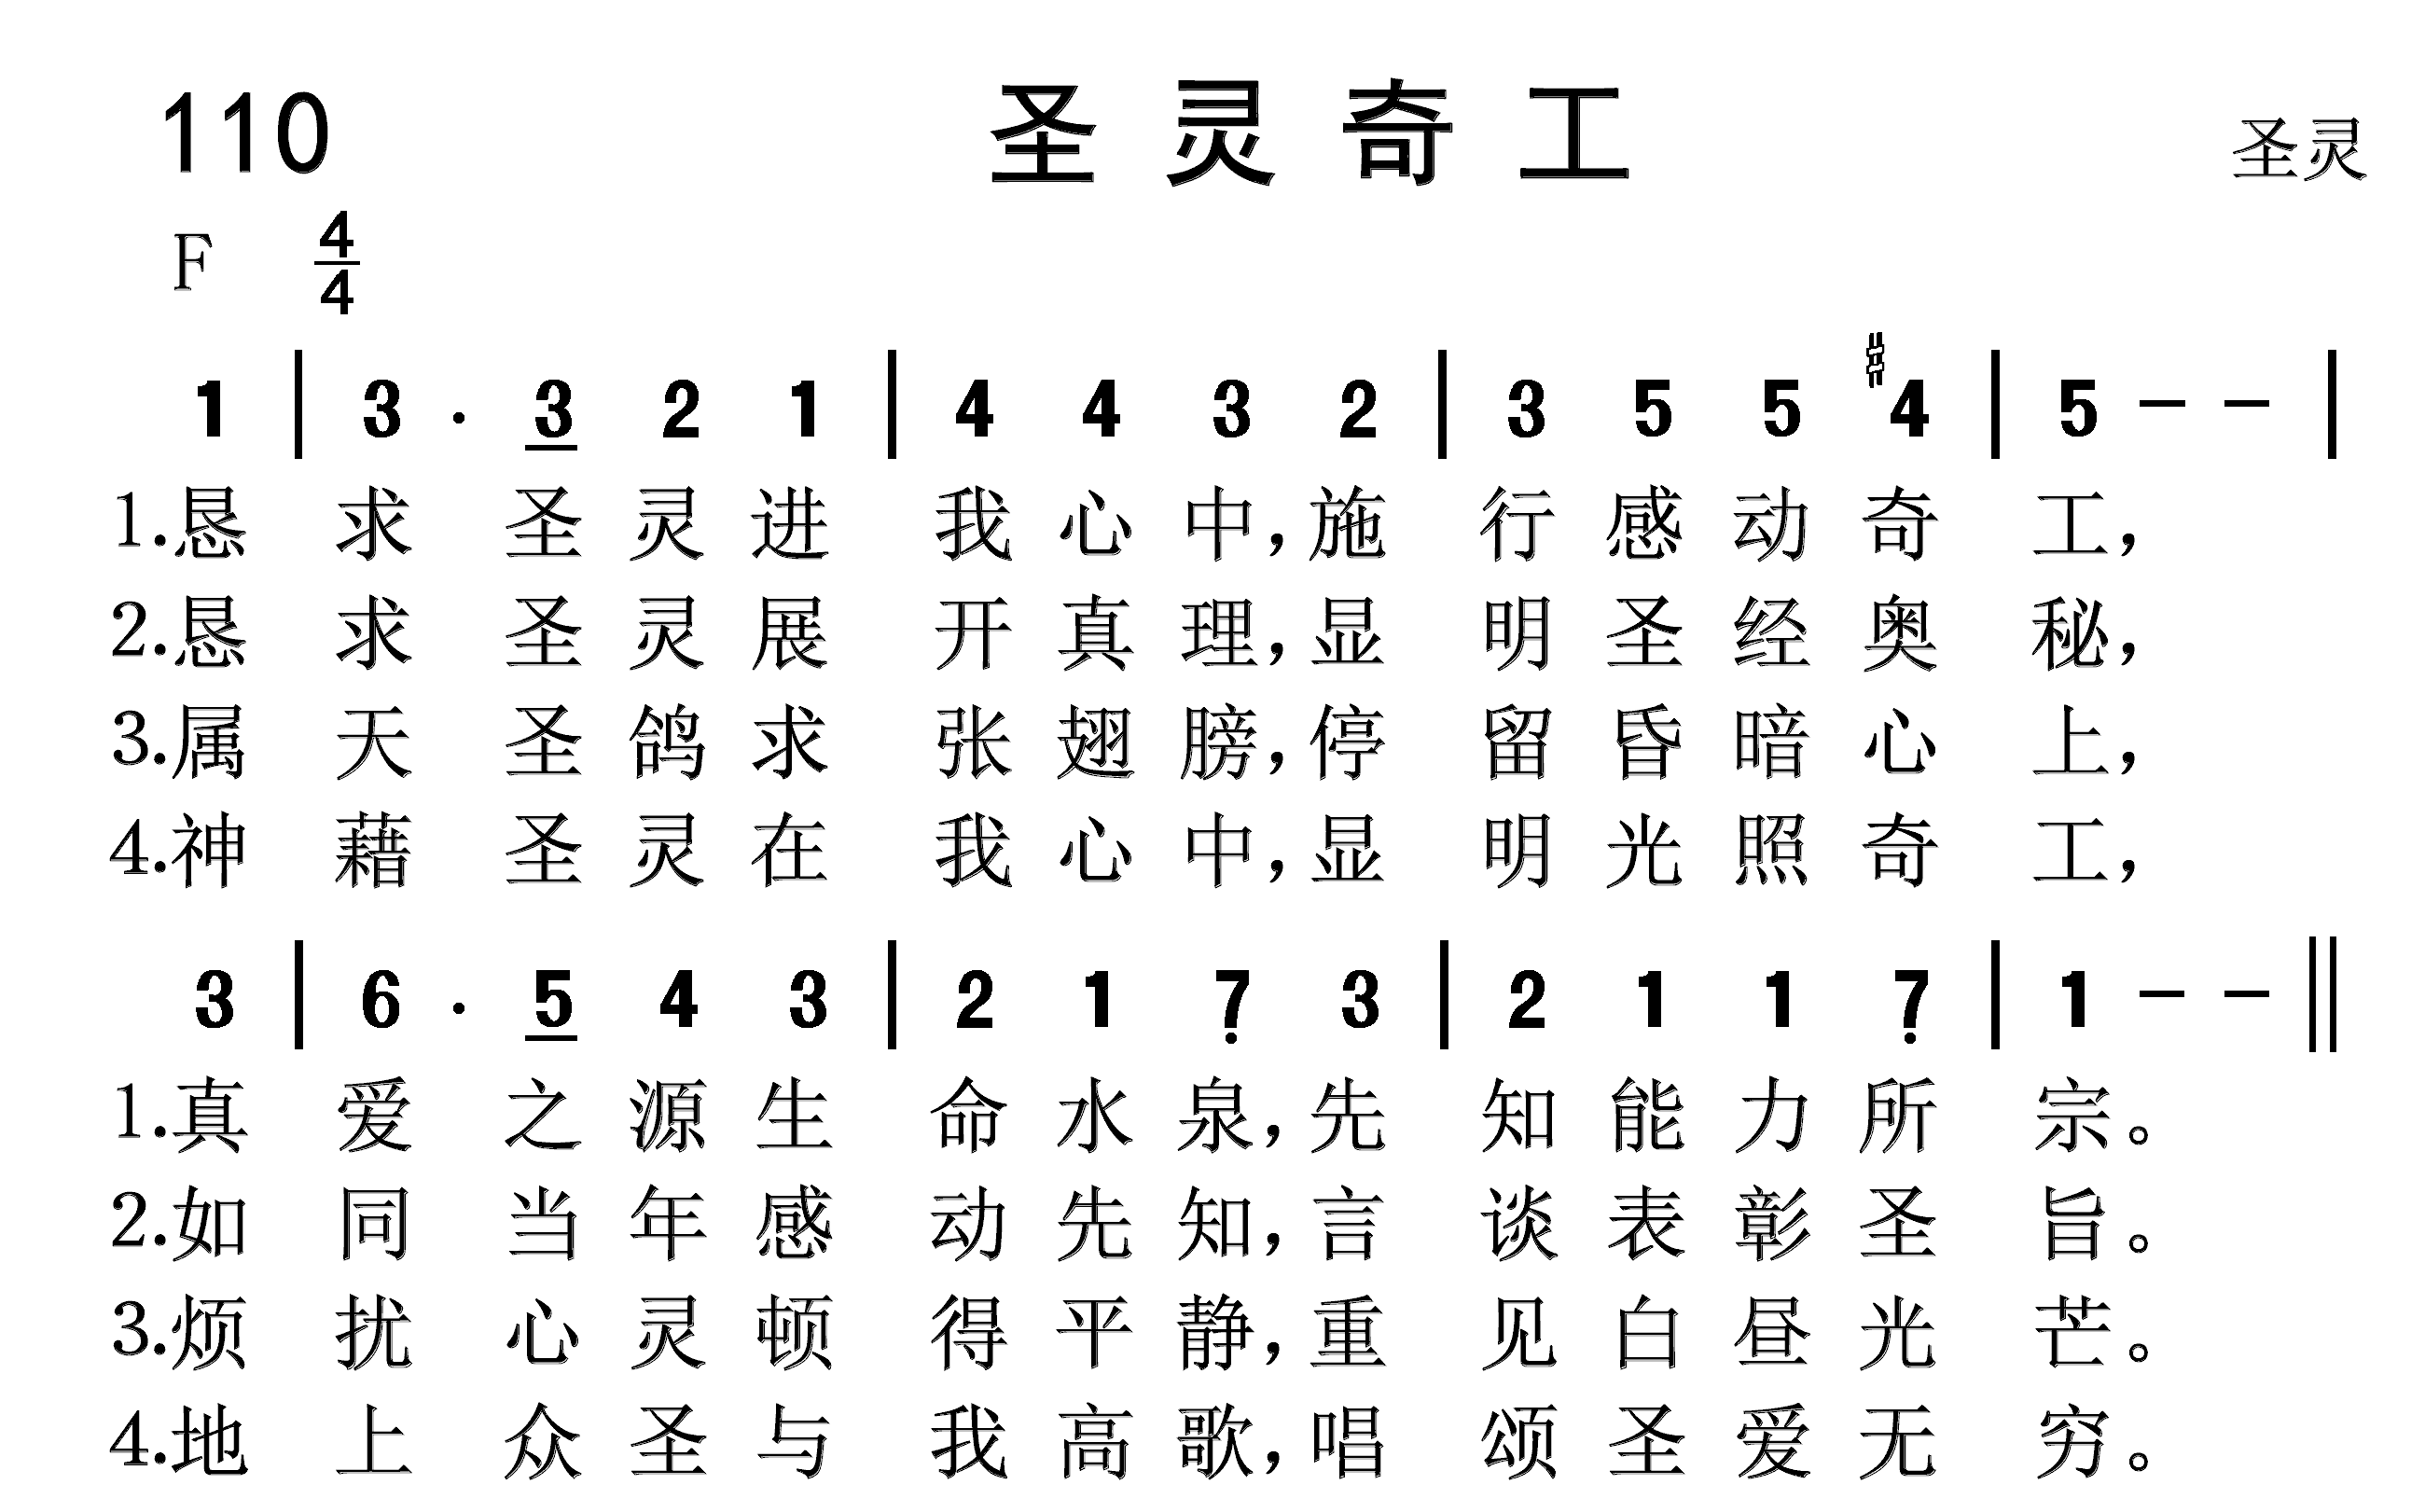 110 圣灵奇工 圣灵
F 4/4
1 | 3 · 3 2 1 | 4 4 3 2 | 3 5 5 #4 | 5 – – |
1.恳求圣灵进我心中,施行感动奇工,
2.恳求圣灵展开真理,显明圣经奥秘,
3.属天圣鸽求张翅膀,停留昏暗心上,
4.神藉圣灵在我心中,显明光照奇工,
3 | 6 · 5 4 3 | 2 1 7̣ 3 | 2 1 1 7̣ | 1 – – ‖
1.真爱之源生命水泉,先知能力所宗。
2.如同当年感动先知,言谈表彰圣旨。
3.烦扰心灵顿得平静,重见白昼光芒。
4.地上众圣与我高歌,唱颂圣爱无穷。